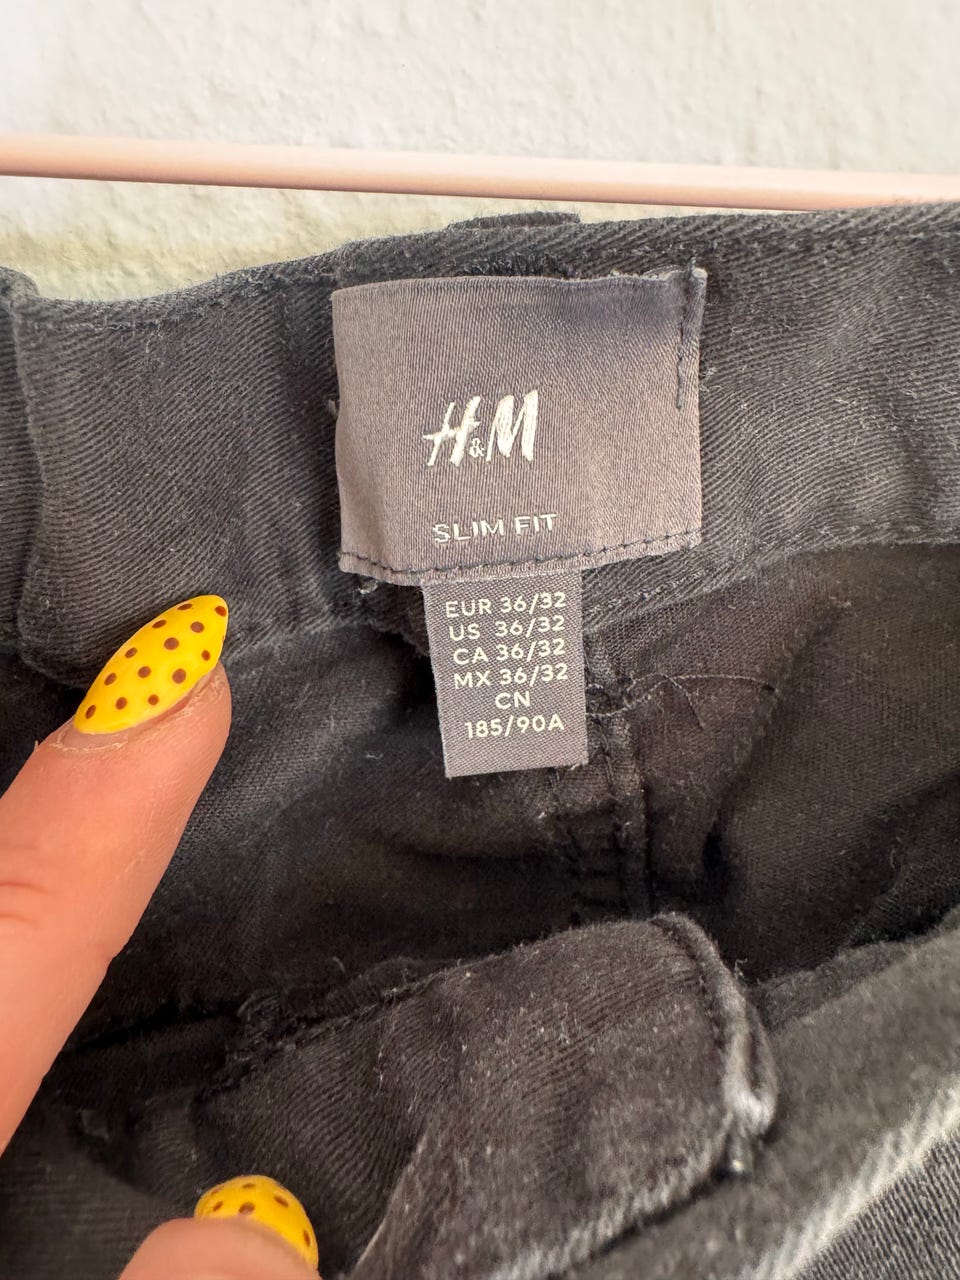 H&M
SLIM FIT
EUR 36/32
US 36/32
CA 36/32
MX 36/32
CN
185/90A